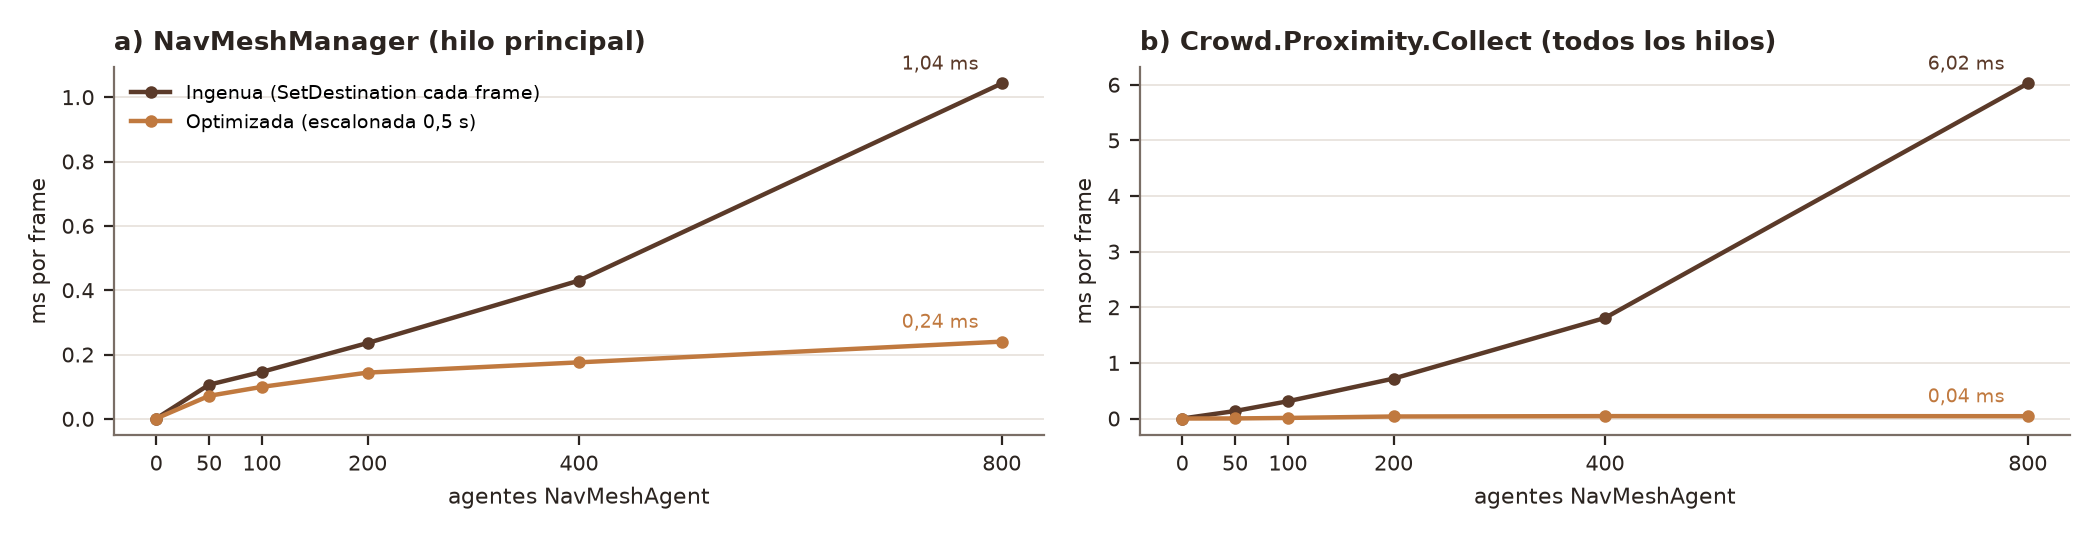 a) NavMeshManager (hilo principal)
1,04 ms
Ingenua (SetDestination cada frame)
Optimizada (escalonada 0,5 s)
0,24 ms
ms por frame
1.0
0.8
0.6
0.4
0.2
0.0
0 50 100 200 400 800
agentes NavMeshAgent
b) Crowd.Proximity.Collect (todos los hilos)
6,02 ms
0,04 ms
ms por frame
6
5
4
3
2
1
0
0 50 100 200 400 800
agentes NavMeshAgent